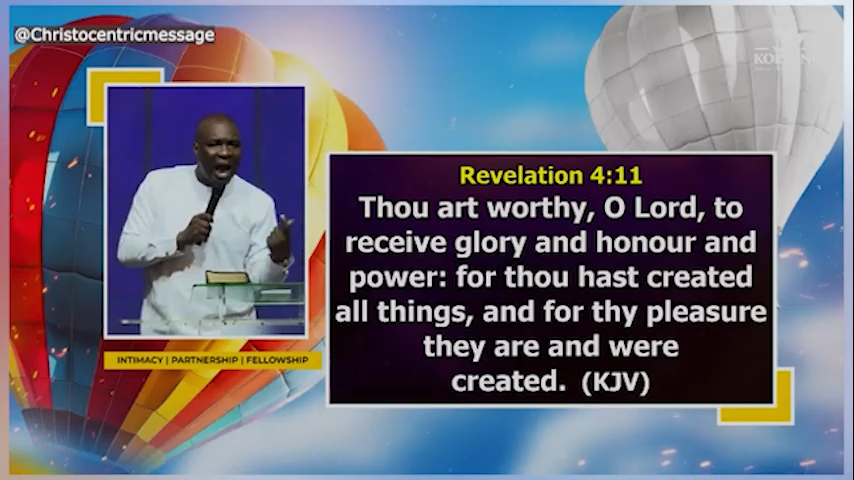 @Christocentricmessage
INTIMACY | PARTNERSHIP | FELLOWSHIP
Revelation 4:11
Thou art worthy, O Lord, to
receive glory and honour and
power: for thou hast created
all things, and for thy pleasure
they are and were
created. (KJV)